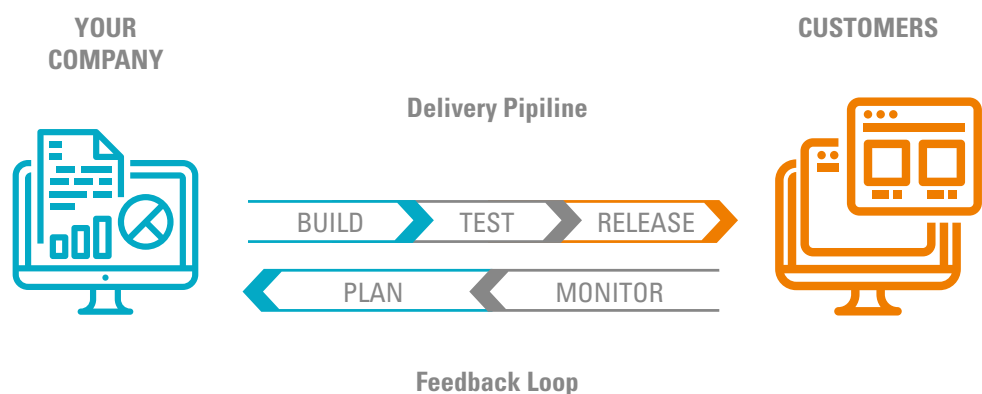 YOUR
COMPANY
CUSTOMERS
Delivery Pipiline
BUILD TEST RELEASE
PLAN MONITOR
Feedback Loop